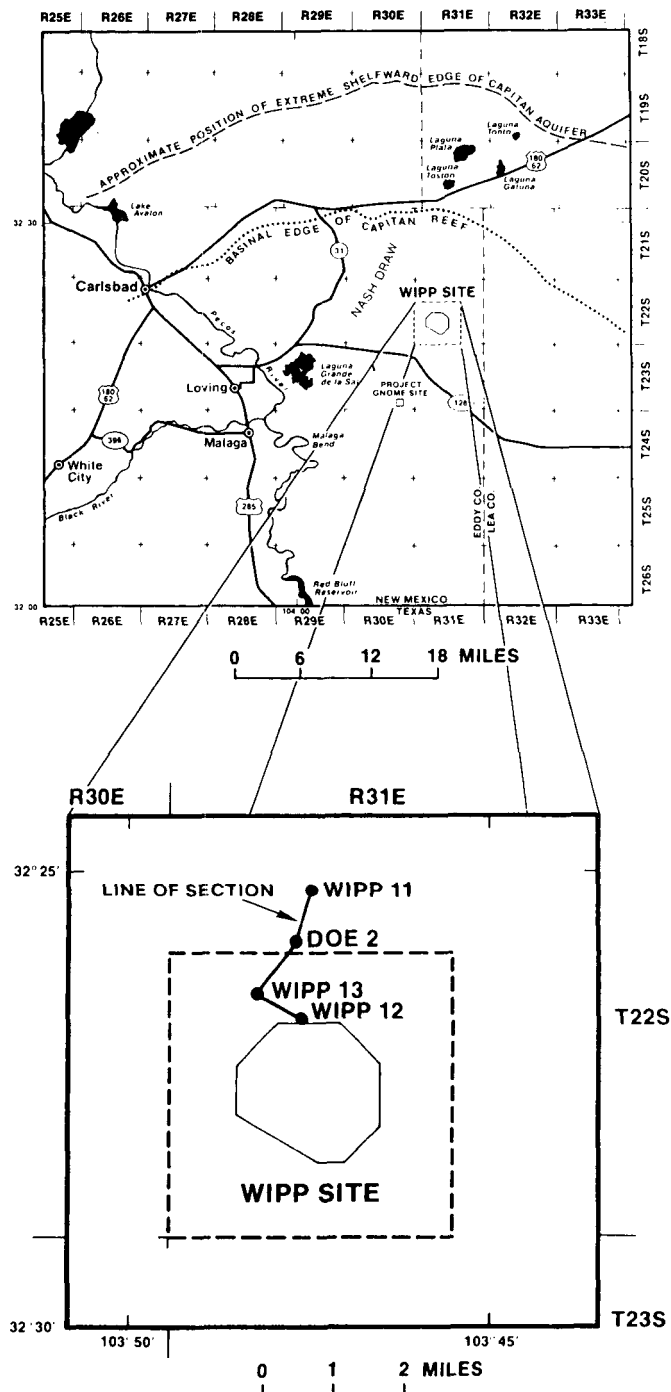 R25E R26E R27E R28E R29E R30E R31E R32E R33E
T18S
T19S
T20S
T21S
T22S
T23S
T24S
T25S
T26S
APPROXIMATE POSITION OF EXTREME SHELFWARD EDGE OF CAPITAN AQUIFER
Laguna Tonto
Laguna Plata
Laguna Toston
Laguna Gatuna
180 62
Lake Avalon
32 30
BASINAL EDGE OF CAPITAN REEF
31
NASH DRAW
Carlsbad
WIPP SITE
Pecos River
Laguna Grande de la Sal
Loving
PROJECT GNOME SITE
128
180 62
396
Malaga
Malaga Bend
White City
Black River
285
EDDY CO.
LEA CO.
Red Bluff Reservoir
NEW MEXICO
TEXAS
32 00
104 00
R25E R26E R27E R28E R29E R30E R31E R32E R33E
0 6 12 18 MILES
R30E R31E
32° 25'
LINE OF SECTION
WIPP 11
DOE 2
WIPP 13
WIPP 12
T22S
WIPP SITE
32° 30'
T23S
103° 50' 103° 45'
0 1 2 MILES